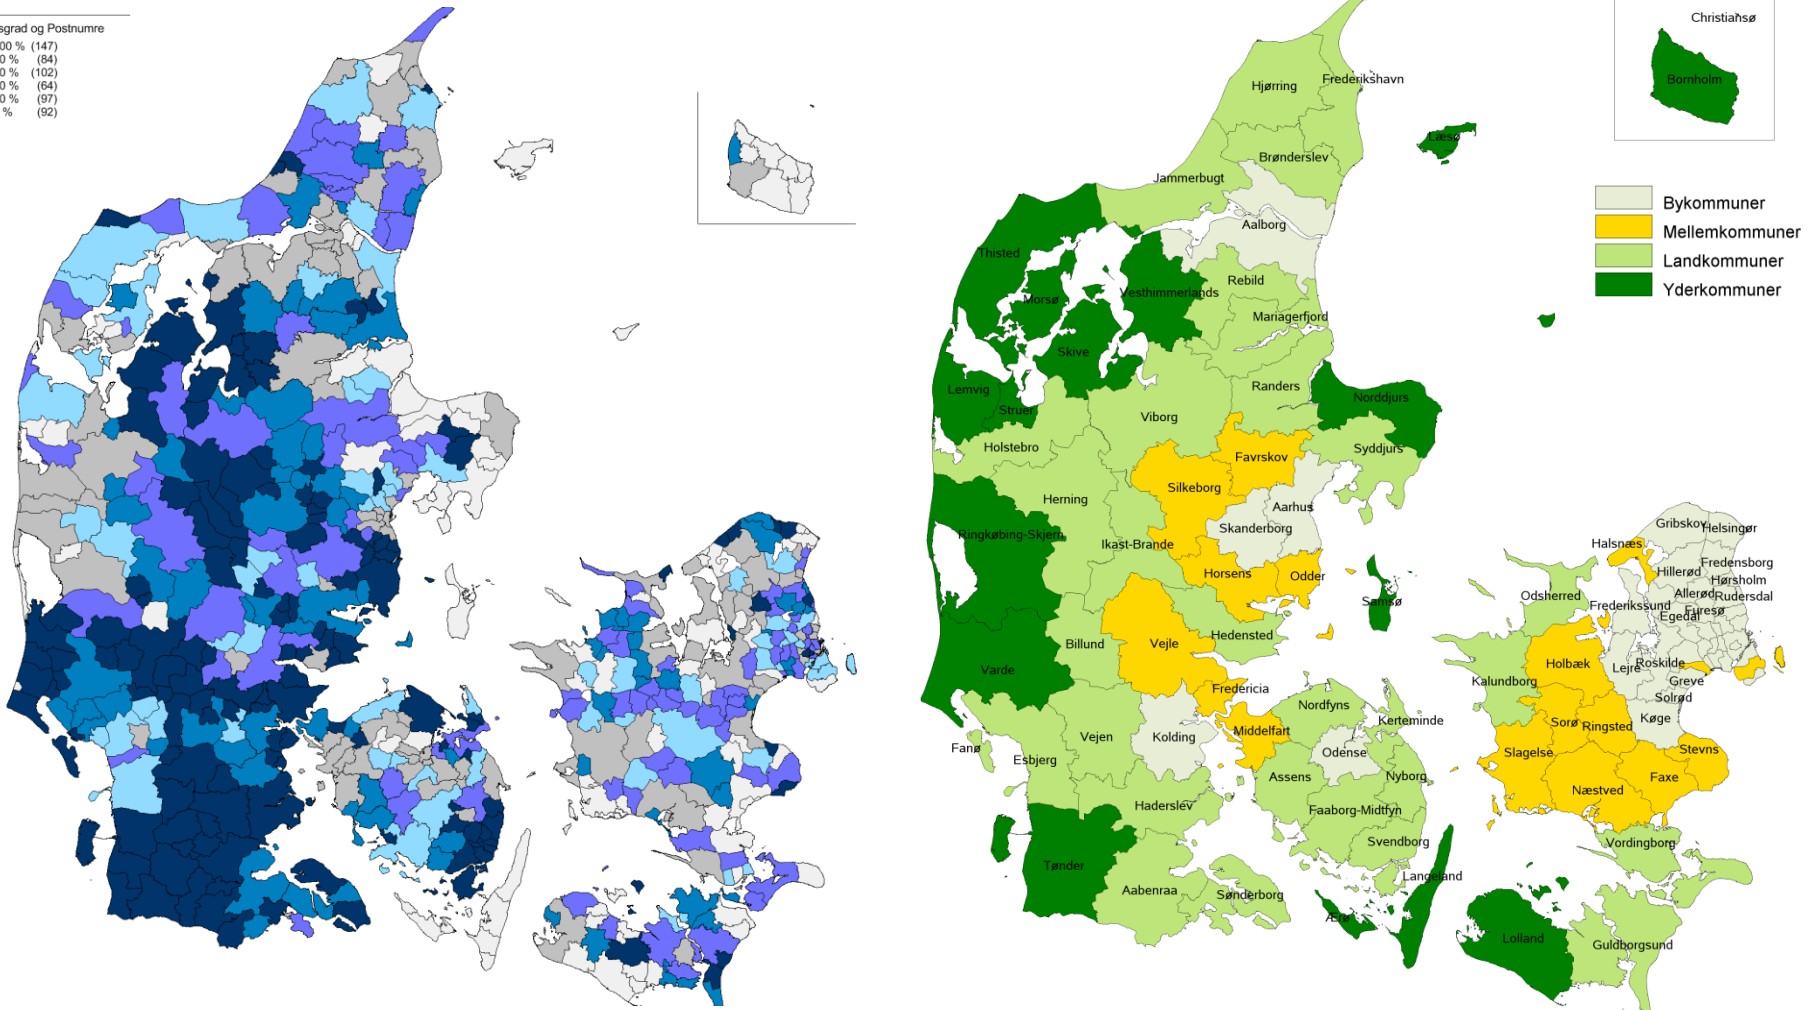 sgrad og Postnumre
00 % (147)
0 % (84)
0 % (102)
0 % (64)
0 % (97)
% (92)
Christiansø
Bornholm
Hjørring
Frederikshavn
Læsø
Brønderslev
Jammerbugt
Aalborg
Bykommuner
Mellemkommuner
Landkommuner
Yderkommuner
Thisted
Rebild
Morsø
Vesthimmerlands
Mariagerfjord
Skive
Lemvig
Randers
Norddjurs
Struer
Viborg
Holstebro
Syddjurs
Favrskov
Silkeborg
Herning
Aarhus
Skanderborg
Ringkøbing-Skjern
Ikast-Brande
Gribskov
Helsingør
Halsnæs
Fredensborg
Hillerød
Hørsholm
Horsens
Odder
Allerød
Rudersdal
Odsherred
Samsø
Frederikssund
Furesø
Egedal
Hedensted
Billund
Vejle
Holbæk
Lejre
Roskilde
Varde
Kalundborg
Greve
Fredericia
Solrød
Nordfyns
Kerteminde
Køge
Sorø
Ringsted
Middelfart
Kolding
Vejen
Fanø
Odense
Slagelse
Stevns
Esbjerg
Assens
Nyborg
Faxe
Næstved
Haderslev
Faaborg-Midtfyn
Svendborg
Vordingborg
Tønder
Langeland
Aabenraa
Sønderborg
Ærø
Lolland
Guldborgsund